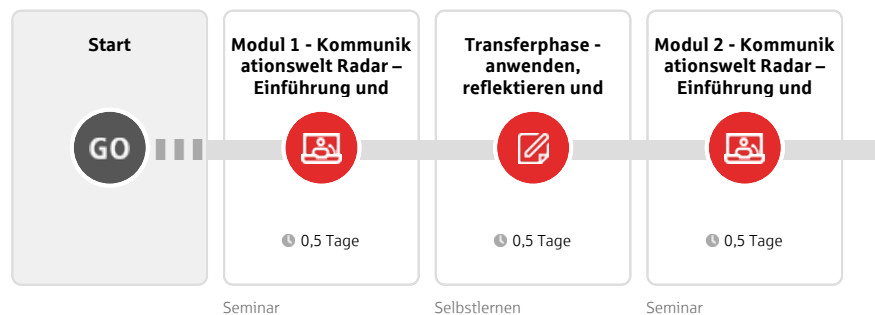 Start
GO
Modul 1 - Kommunik
ationswelt Radar –
Einführung und
0,5 Tage
Seminar
Transferphase -
anwenden,
reflektieren und
0,5 Tage
Selbstlernen
Modul 2 - Kommunik
ationswelt Radar –
Einführung und
0,5 Tage
Seminar